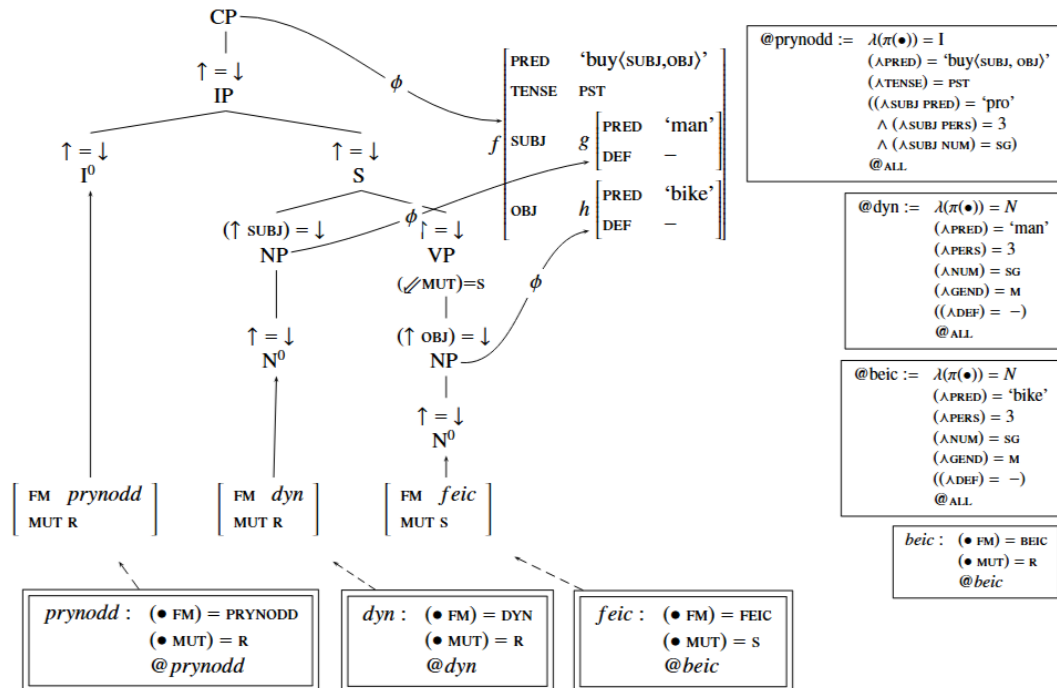 CP
↑ = ↓
IP
↑ = ↓
I⁰
↑ = ↓
S
(↑ SUBJ) = ↓
NP
↑ = ↓
VP
(⇙MUT)=S
↑ = ↓
N⁰
(↑ OBJ) = ↓
NP
↑ = ↓
N⁰
ϕ
ϕ
ϕ
f
PRED ‘buy⟨SUBJ,OBJ⟩’
TENSE PST
SUBJ g
PRED ‘man’
DEF −
OBJ h
PRED ‘bike’
DEF −
FM prynodd
MUT R
FM dyn
MUT R
FM feic
MUT S
prynodd : (• FM) = PRYNODD
(• MUT) = R
@prynodd
dyn : (• FM) = DYN
(• MUT) = R
@dyn
feic : (• FM) = FEIC
(• MUT) = S
@beic
@prynodd := λ(π(•)) = I
(⋏PRED) = ‘buy⟨SUBJ, OBJ⟩’
(⋏TENSE) = PST
((⋏SUBJ PRED) = ‘pro’
∧ (⋏SUBJ PERS) = 3
∧ (⋏SUBJ NUM) = SG)
@ALL
@dyn := λ(π(•)) = N
(⋏PRED) = ‘man’
(⋏PERS) = 3
(⋏NUM) = SG
(⋏GEND) = M
((⋏DEF) = −)
@ALL
@beic := λ(π(•)) = N
(⋏PRED) = ‘bike’
(⋏PERS) = 3
(⋏NUM) = SG
(⋏GEND) = M
((⋏DEF) = −)
@ALL
beic : (• FM) = BEIC
(• MUT) = R
@beic